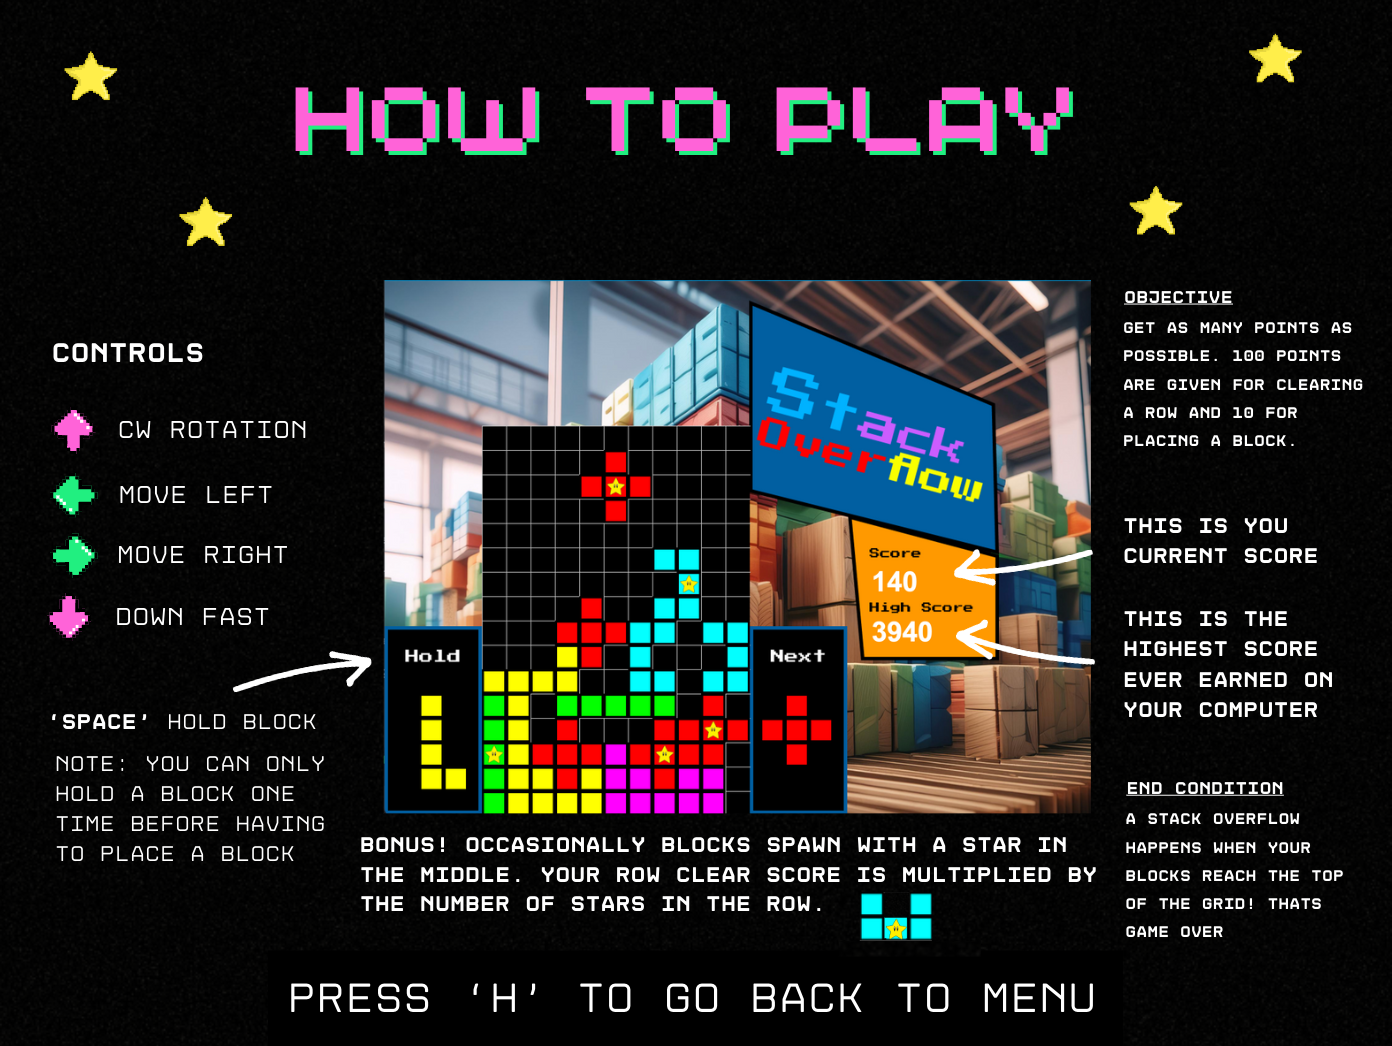 HOW TO PLAY
CONTROLS
CW ROTATION
MOVE LEFT
MOVE RIGHT
DOWN FAST
‘SPACE’ HOLD BLOCK
NOTE: YOU CAN ONLY
HOLD A BLOCK ONE
TIME BEFORE HAVING
TO PLACE A BLOCK
Stack
Overflow
Score
140
High Score
3940
Hold
Next
BONUS! OCCASIONALLY BLOCKS SPAWN WITH A STAR IN
THE MIDDLE. YOUR ROW CLEAR SCORE IS MULTIPLIED BY
THE NUMBER OF STARS IN THE ROW.
OBJECTIVE
GET AS MANY POINTS AS
POSSIBLE. 100 POINTS
ARE GIVEN FOR CLEARING
A ROW AND 10 FOR
PLACING A BLOCK.
THIS IS YOU
CURRENT SCORE
THIS IS THE
HIGHEST SCORE
EVER EARNED ON
YOUR COMPUTER
END CONDITION
A STACK OVERFLOW
HAPPENS WHEN YOUR
BLOCKS REACH THE TOP
OF THE GRID! THATS
GAME OVER
PRESS ‘H’ TO GO BACK TO MENU